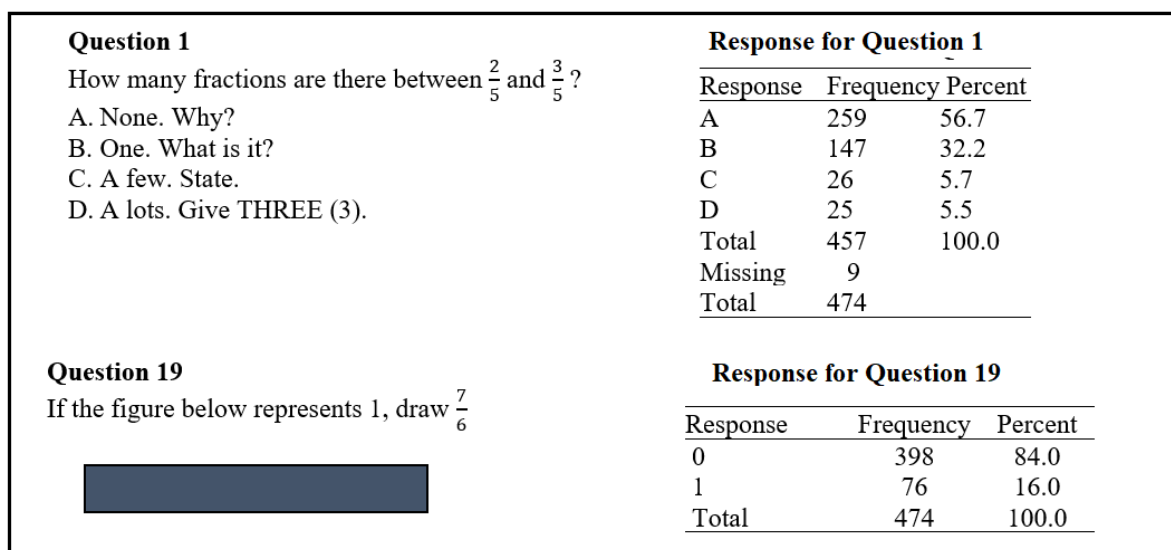 Question 1
How many fractions are there between 2/5 and 3/5 ?
A. None. Why?
B. One. What is it?
C. A few. State.
D. A lots. Give THREE (3).
Response for Question 1
Response Frequency Percent
A 259 56.7
B 147 32.2
C 26 5.7
D 25 5.5
Total 457 100.0
Missing 9
Total 474
Question 19
If the figure below represents 1, draw 7/6
Response for Question 19
Response Frequency Percent
0 398 84.0
1 76 16.0
Total 474 100.0